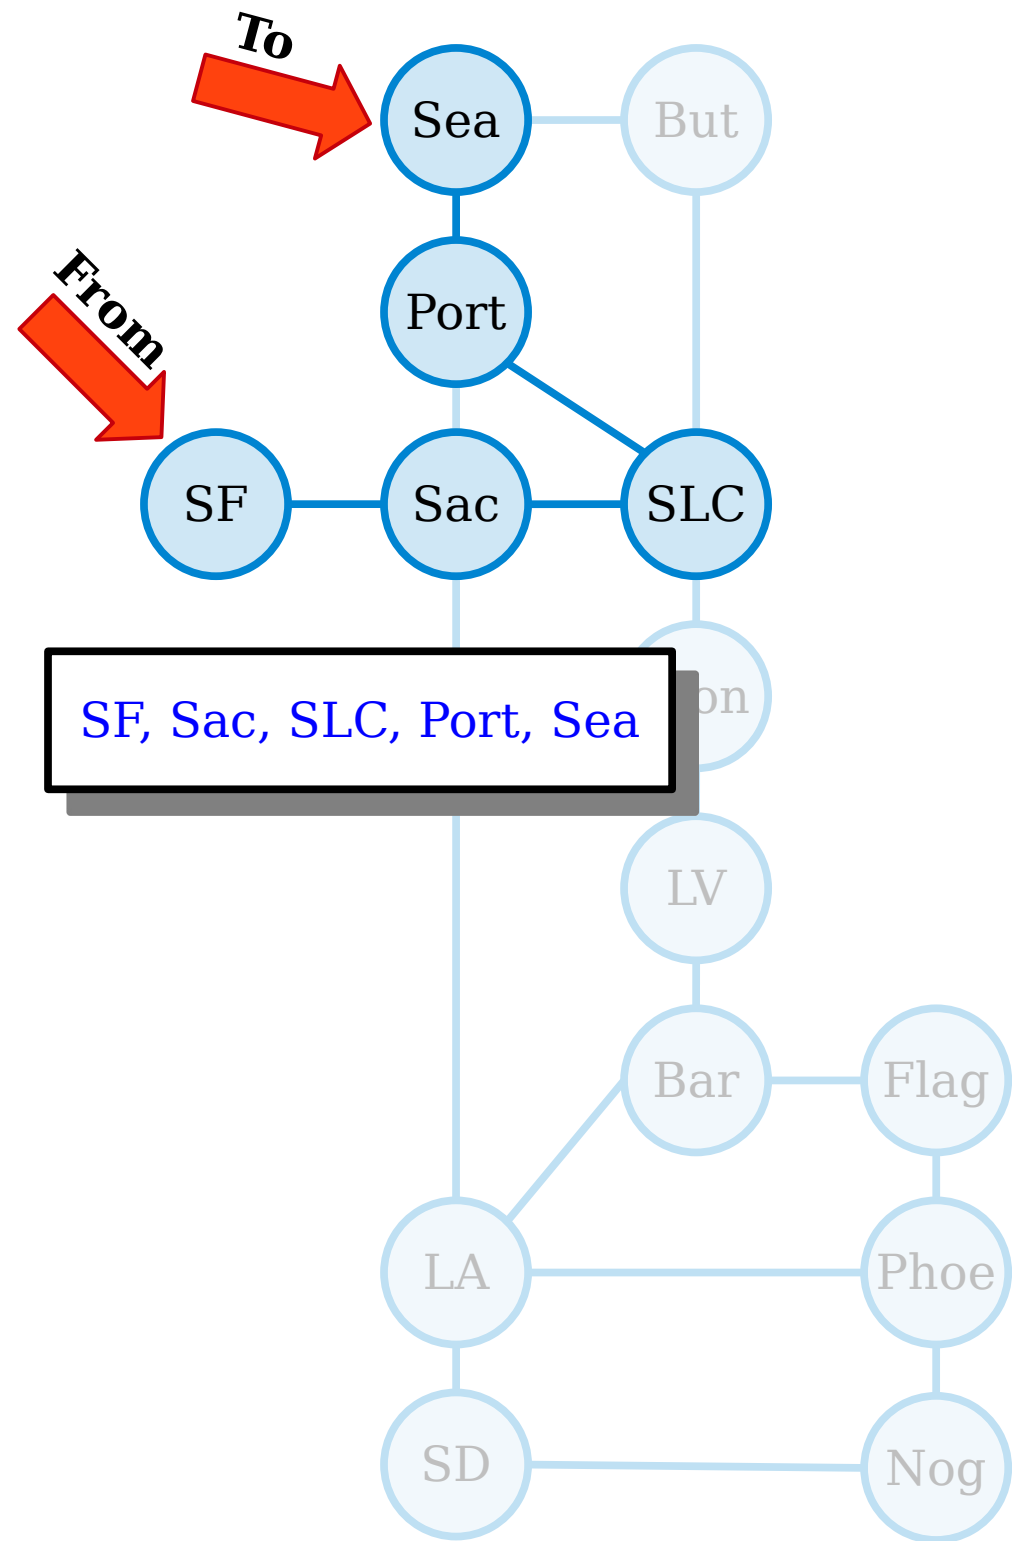 To
Sea
But
From
Port
SF
Sac
SLC
on
SF, Sac, SLC, Port, Sea
LV
Bar
Flag
LA
Phoe
SD
Nog